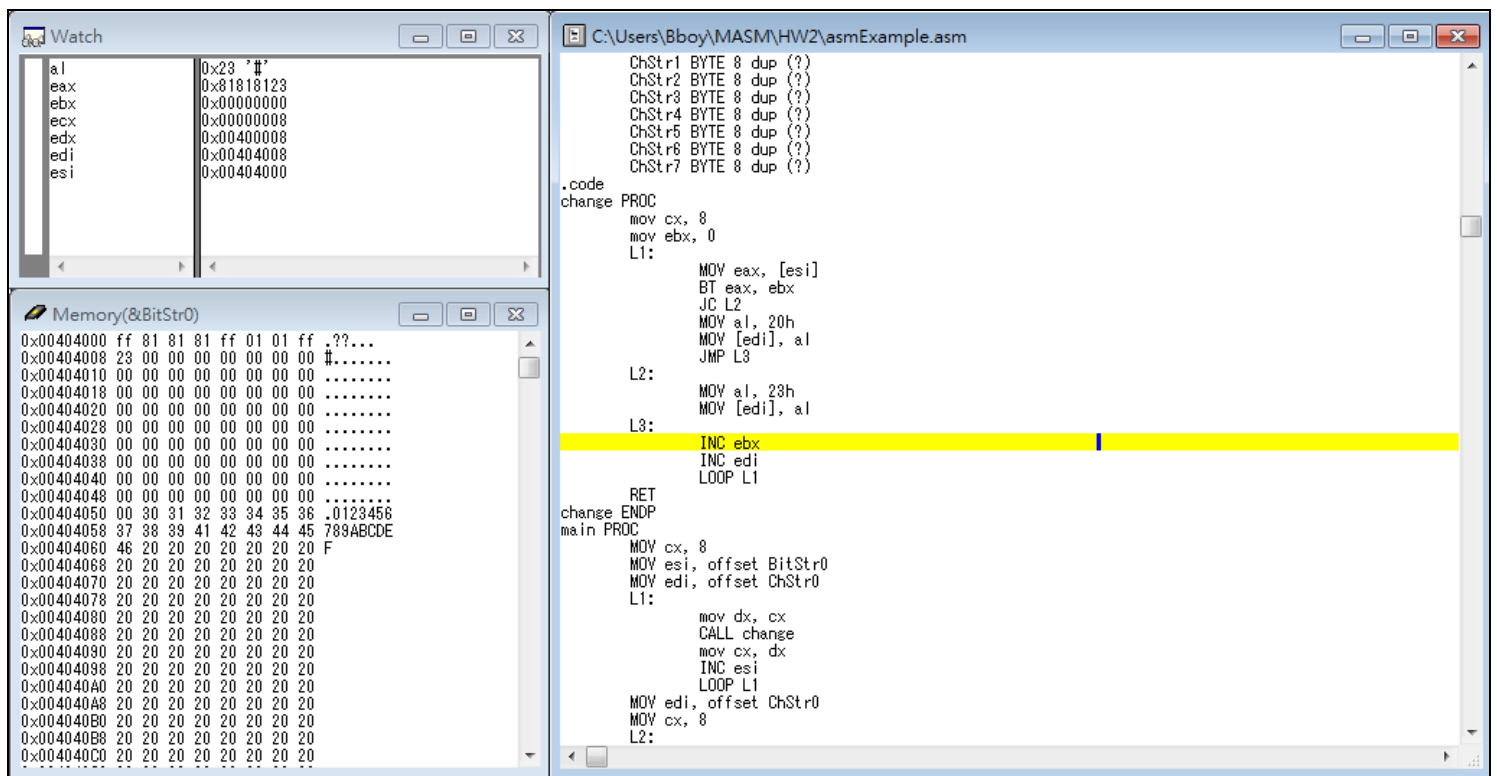 Watch
al 0x23 '#'
eax 0x81818123
ebx 0x00000000
ecx 0x00000008
edx 0x00400008
edi 0x00404008
esi 0x00404000
Memory(&BitStr0)
0x00404000 ff 81 81 81 ff 01 01 ff .??...
0x00404008 23 00 00 00 00 00 00 00 #.......
0x00404010 00 00 00 00 00 00 00 00 ........
0x00404018 00 00 00 00 00 00 00 00 ........
0x00404020 00 00 00 00 00 00 00 00 ........
0x00404028 00 00 00 00 00 00 00 00 ........
0x00404030 00 00 00 00 00 00 00 00 ........
0x00404038 00 00 00 00 00 00 00 00 ........
0x00404040 00 00 00 00 00 00 00 00 ........
0x00404048 00 00 00 00 00 00 00 00 ........
0x00404050 00 30 31 32 33 34 35 36 .0123456
0x00404058 37 38 39 41 42 43 44 45 789ABCDE
0x00404060 46 20 20 20 20 20 20 20 F
0x00404068 20 20 20 20 20 20 20 20
0x00404070 20 20 20 20 20 20 20 20
0x00404078 20 20 20 20 20 20 20 20
0x00404080 20 20 20 20 20 20 20 20
0x00404088 20 20 20 20 20 20 20 20
0x00404090 20 20 20 20 20 20 20 20
0x00404098 20 20 20 20 20 20 20 20
0x004040A0 20 20 20 20 20 20 20 20
0x004040A8 20 20 20 20 20 20 20 20
0x004040B0 20 20 20 20 20 20 20 20
0x004040B8 20 20 20 20 20 20 20 20
0x004040C0 20 20 20 20 20 20 20 20
C:\Users\Bboy\MASM\HW2\asmExample.asm
ChStr1 BYTE 8 dup (?)
ChStr2 BYTE 8 dup (?)
ChStr3 BYTE 8 dup (?)
ChStr4 BYTE 8 dup (?)
ChStr5 BYTE 8 dup (?)
ChStr6 BYTE 8 dup (?)
ChStr7 BYTE 8 dup (?)
.code
change PROC
mov cx, 8
mov ebx, 0
L1:
MOV eax, [esi]
BT eax, ebx
JC L2
MOV al, 20h
MOV [edi], al
JMP L3
L2:
MOV al, 23h
MOV [edi], al
L3:
INC ebx
INC edi
LOOP L1
RET
change ENDP
main PROC
MOV cx, 8
MOV esi, offset BitStr0
MOV edi, offset ChStr0
L1:
mov dx, cx
CALL change
mov cx, dx
INC esi
LOOP L1
MOV edi, offset ChStr0
MOV cx, 8
L2: